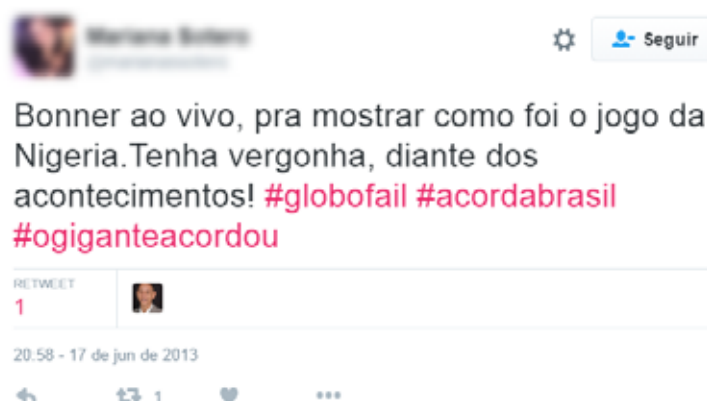 Seguir
Bonner ao vivo, pra mostrar como foi o jogo da
Nigeria.Tenha vergonha, diante dos
acontecimentos! #globofail #acordabrasil
#ogiganteacordou
RETWEET
1
20:58 - 17 de jun de 2013
1